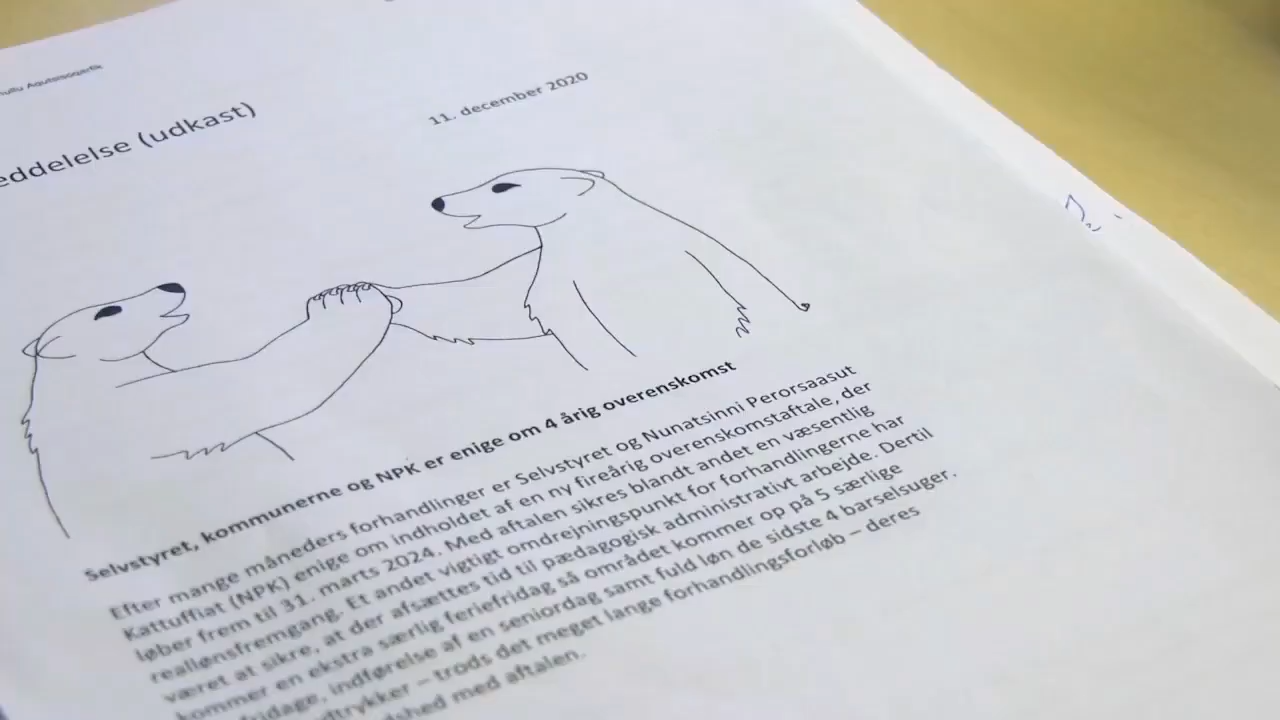 Aqutsisoqarfik
eddelelse (udkast)
11. december 2020
Selvstyret, kommunerne og NPK er enige om 4 årig overenskomst
Efter mange måneders forhandlinger er Selvstyret og Nunatsinni Perorsaasut
Kattuffiat (NPK) enige om indholdet af en ny fireårig overenskomstaftale, der
løber frem til 31. marts 2024. Med aftalen sikres blandt andet en væsentlig
reallønsfremgang. Et andet vigtigt omdrejningspunkt for forhandlingerne har
været at sikre, at der afsættes tid til pædagogisk administrativt arbejde. Dertil
kommer en ekstra særlig feriefridag så området kommer op på 5 særlige
fridage, indførelse af en seniordag samt fuld løn de sidste 4 barselsuger.
dtrykker – trods det meget lange forhandlingsforløb – deres
dshed med aftalen.